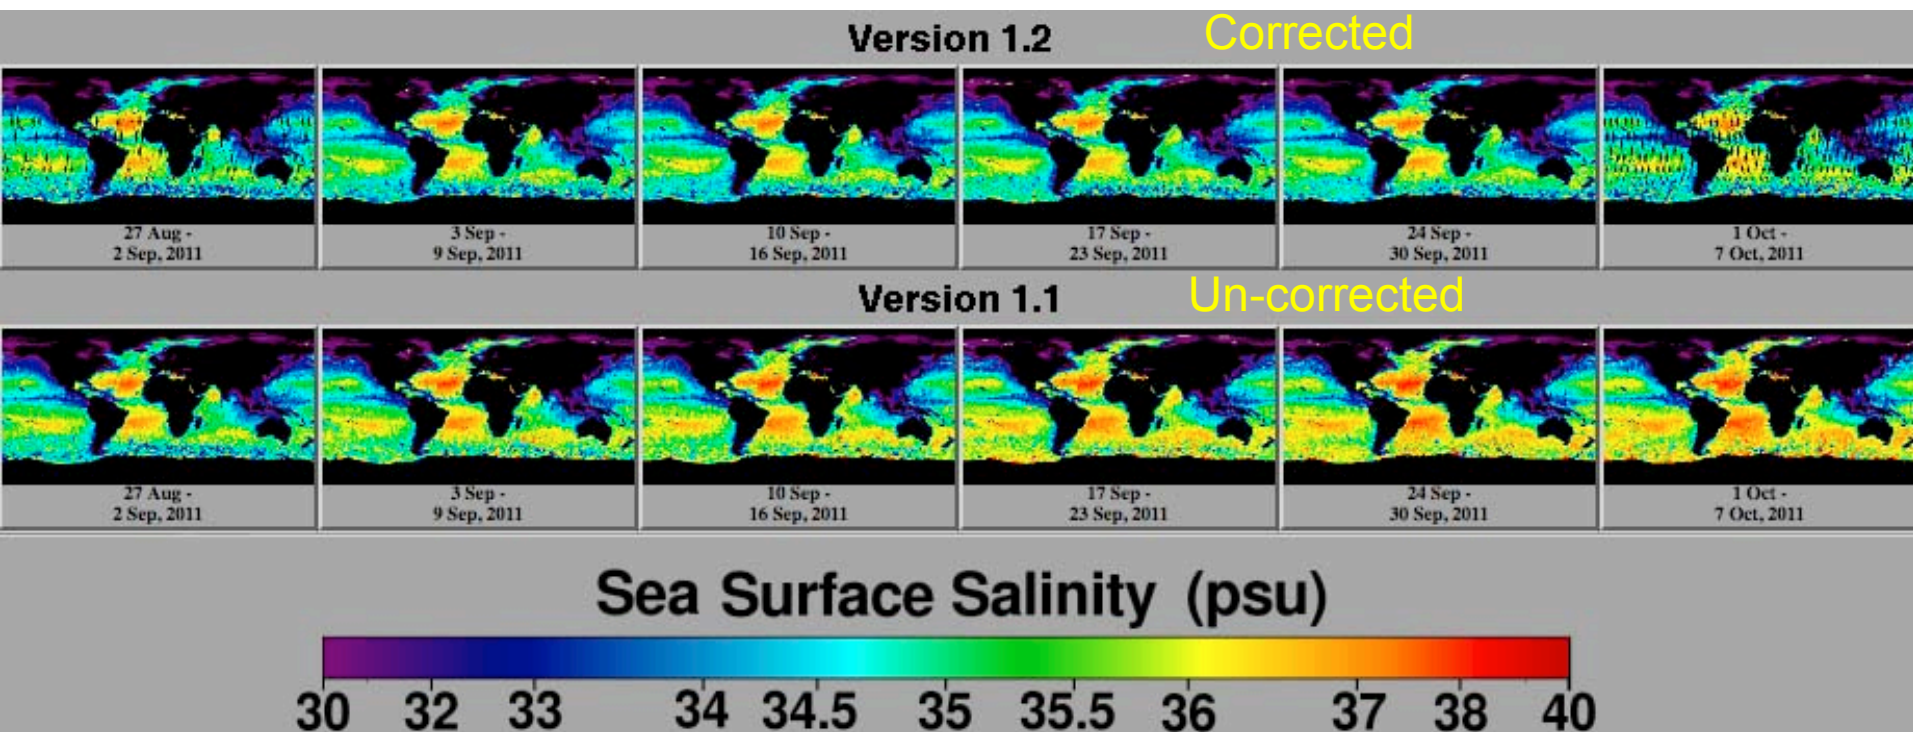 Version 1.2 Corrected
27 Aug - 3 Sep - 10 Sep - 17 Sep - 24 Sep - 1 Oct -
2 Sep, 2011 9 Sep, 2011 16 Sep, 2011 23 Sep, 2011 30 Sep, 2011 7 Oct, 2011
Version 1.1 Un-corrected
27 Aug - 3 Sep - 10 Sep - 17 Sep - 24 Sep - 1 Oct -
2 Sep, 2011 9 Sep, 2011 16 Sep, 2011 23 Sep, 2011 30 Sep, 2011 7 Oct, 2011
Sea Surface Salinity (psu)
30 32 33 34 34.5 35 35.5 36 37 38 40